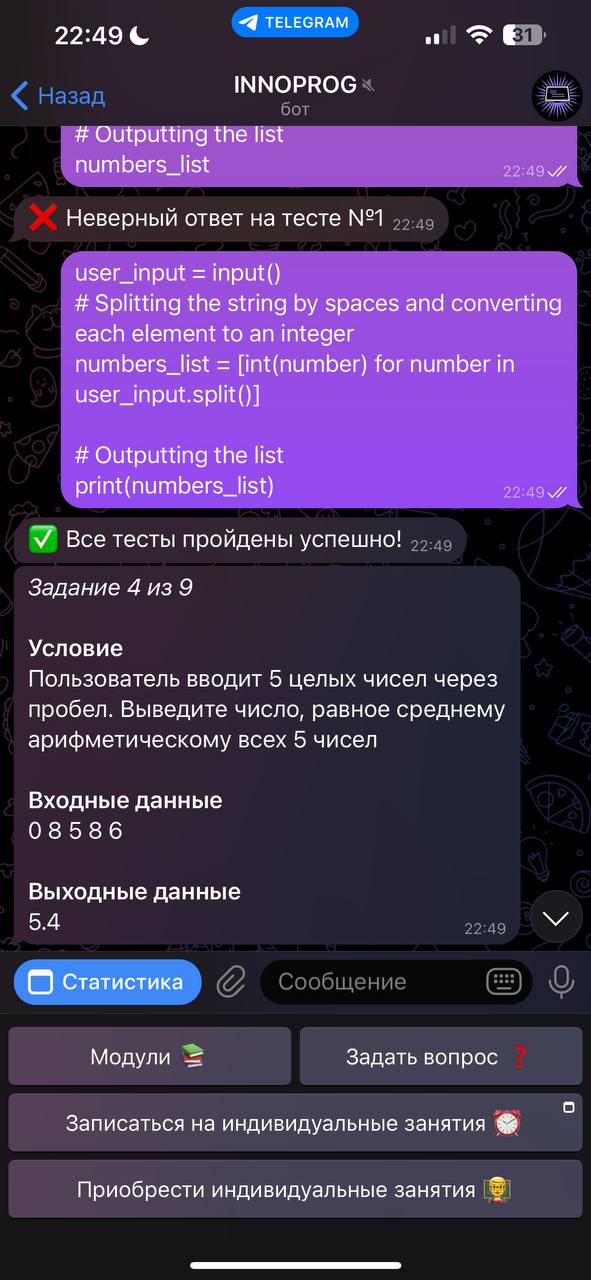 22:49
TELEGRAM
31
Назад
INNOPROG
бот
# Outputting the list
numbers_list
22:49
Неверный ответ на тесте №1 22:49
user_input = input()
# Splitting the string by spaces and converting
each element to an integer
numbers_list = [int(number) for number in
user_input.split()]
# Outputting the list
print(numbers_list)
22:49
Все тесты пройдены успешно! 22:49
Задание 4 из 9
Условие
Пользователь вводит 5 целых чисел через
пробел. Выведите число, равное среднему
арифметическому всех 5 чисел
Входные данные
0 8 5 8 6
Выходные данные
5.4
22:49
Статистика
Сообщение
Модули
Задать вопрос ❓
Записаться на индивидуальные занятия
Приобрести индивидуальные занятия